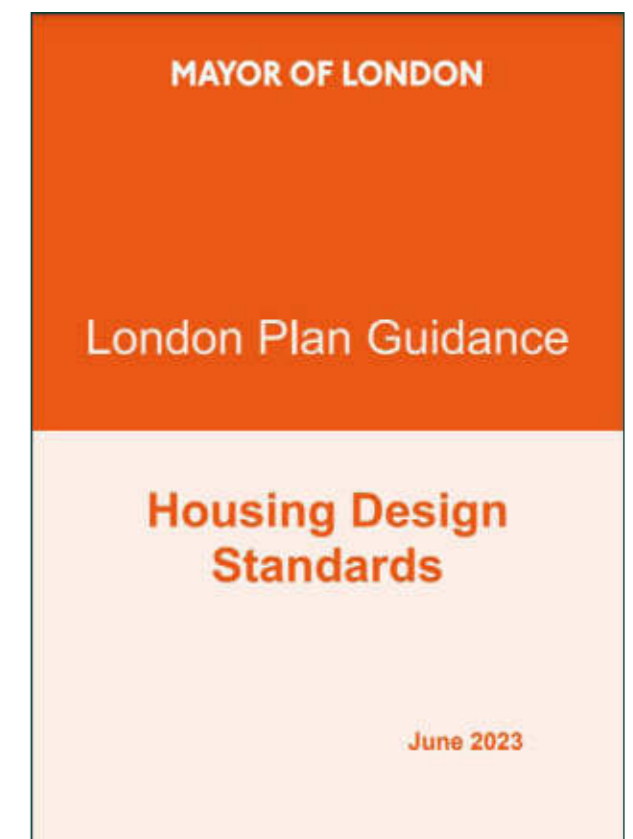 MAYOR OF LONDON
London Plan Guidance
Housing Design
Standards
June 2023